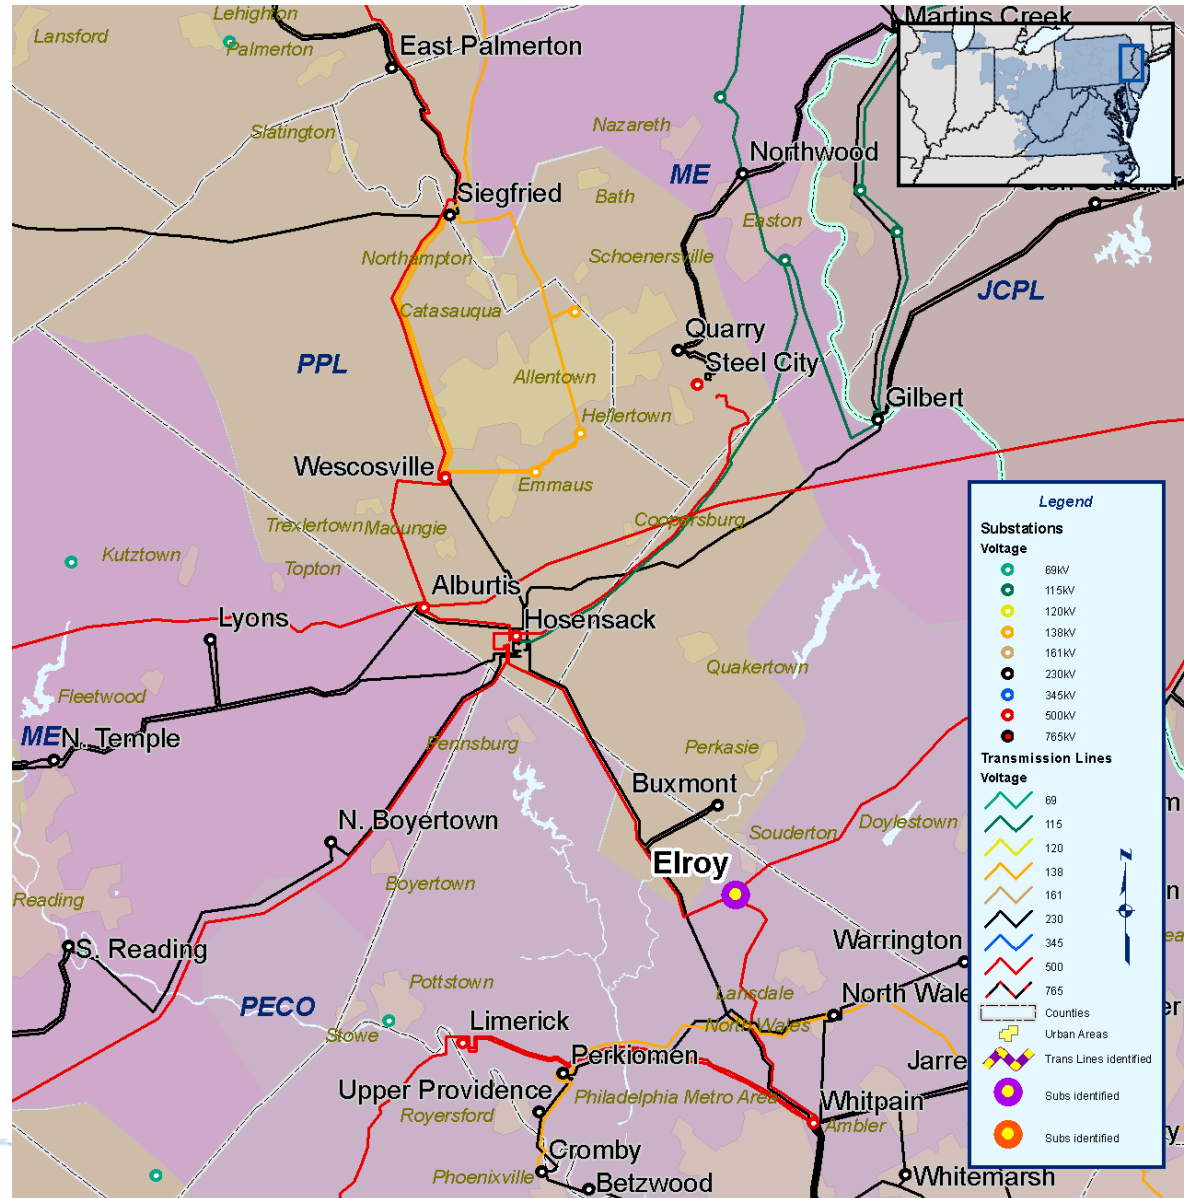 Lehighton
Martins Creek
Lansford
Palmerton
East Palmerton
Slatington
Nazareth
Northwood
ME
Siegfried
Bath
Easton
Northampton
Schoenersville
JCPL
Catasauqua
Quarry
PPL
Steel City
Allentown
Gilbert
Hellertown
Wescosville
Emmaus
Trexlertown
Macungie
Coopersburg
Kutztown
Topton
Alburtis
Lyons
Hosensack
Quakertown
Fleetwood
ME
N. Temple
Pennsburg
Perkasie
Buxmont
N. Boyertown
Souderton
Doylestown
Elroy
Boyertown
Reading
S. Reading
Warrington
Pottstown
Lansdale
North Wale
PECO
Limerick
North Wales
Stowe
Perkiomen
Jarre
Upper Providence
Philadelphia Metro Area
Whitpain
Royersford
Ambler
Cromby
Phoenixville
Betzwood
Whitemarsh
Legend
Substations
Voltage
69kV
115kV
120kV
138kV
161kV
230kV
345kV
500kV
765kV
Transmission Lines
Voltage
69
115
120
138
161
230
345
500
765
Counties
Urban Areas
Trans Lines identified
Subs identified
Subs identified